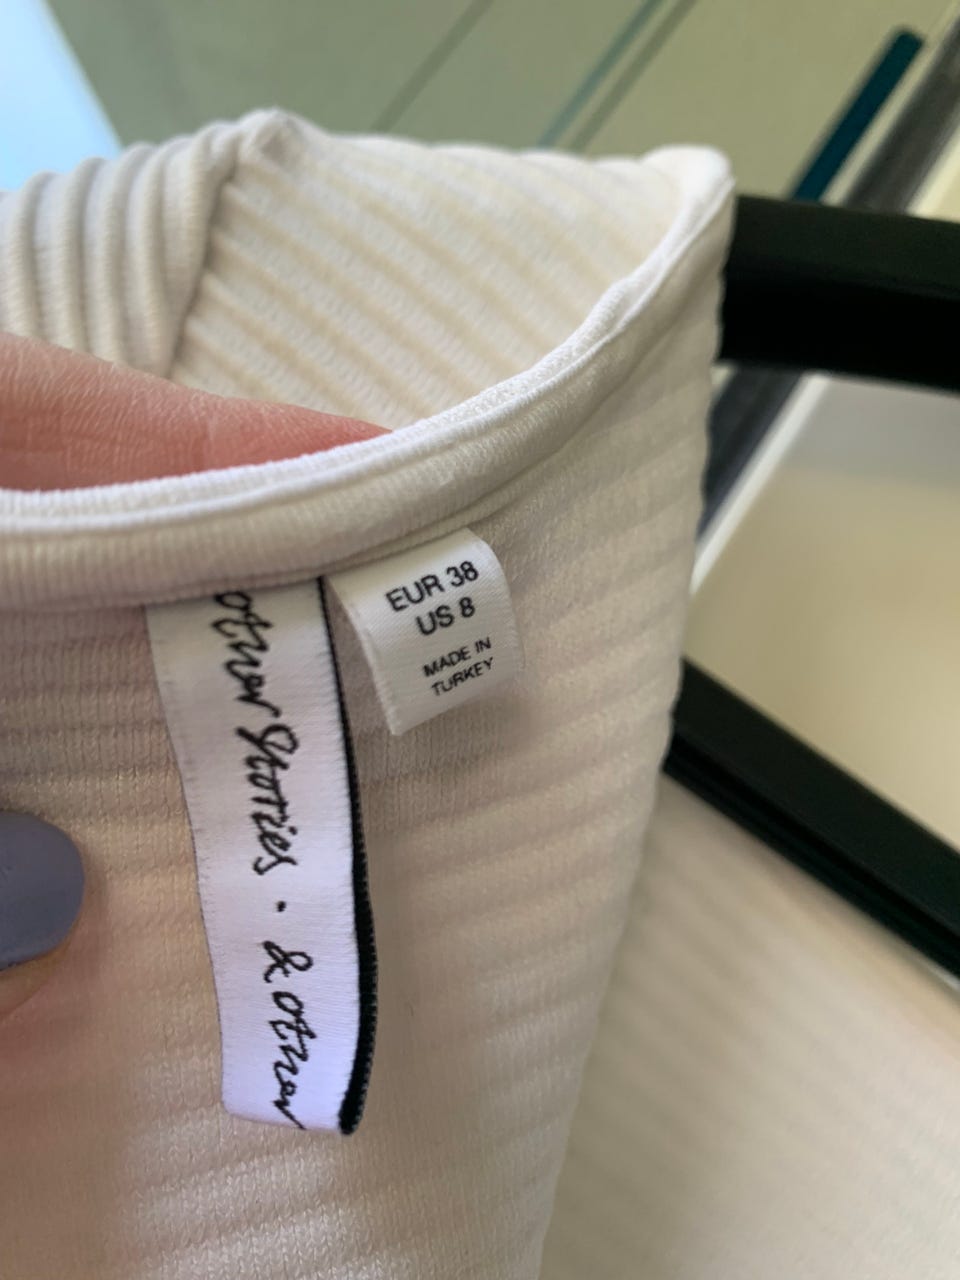 other Stories · & other
EUR 38
US 8
MADE IN
TURKEY